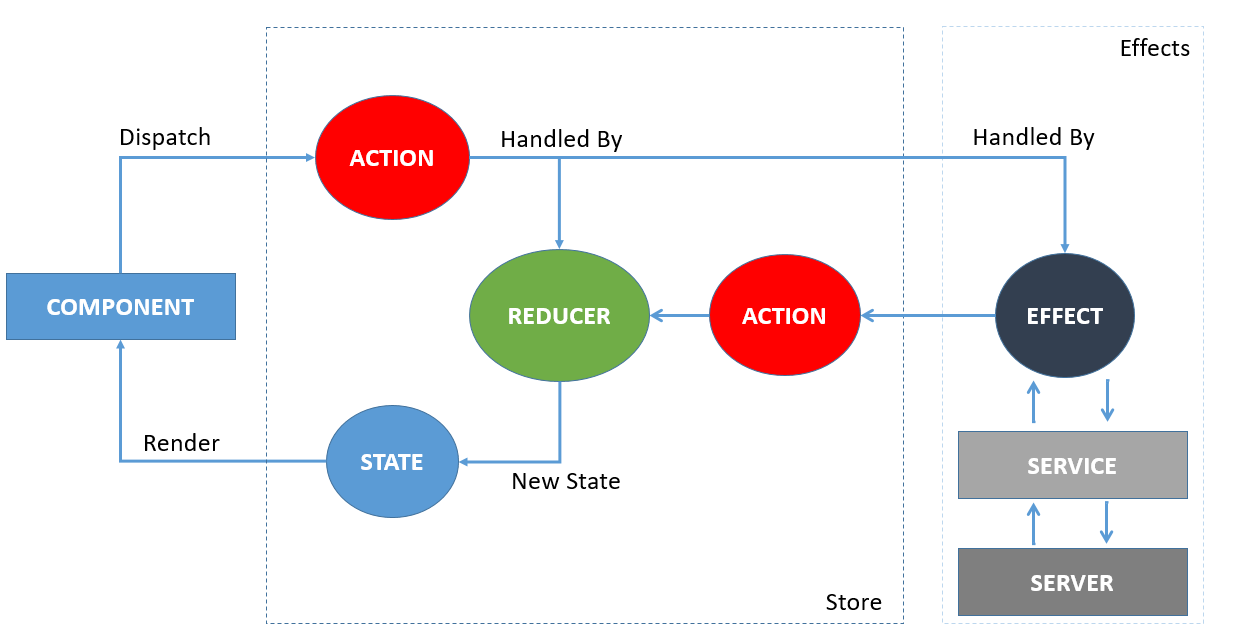 Effects
Dispatch
Handled By
Handled By
ACTION
COMPONENT
REDUCER
ACTION
EFFECT
Render
STATE
New State
SERVICE
SERVER
Store